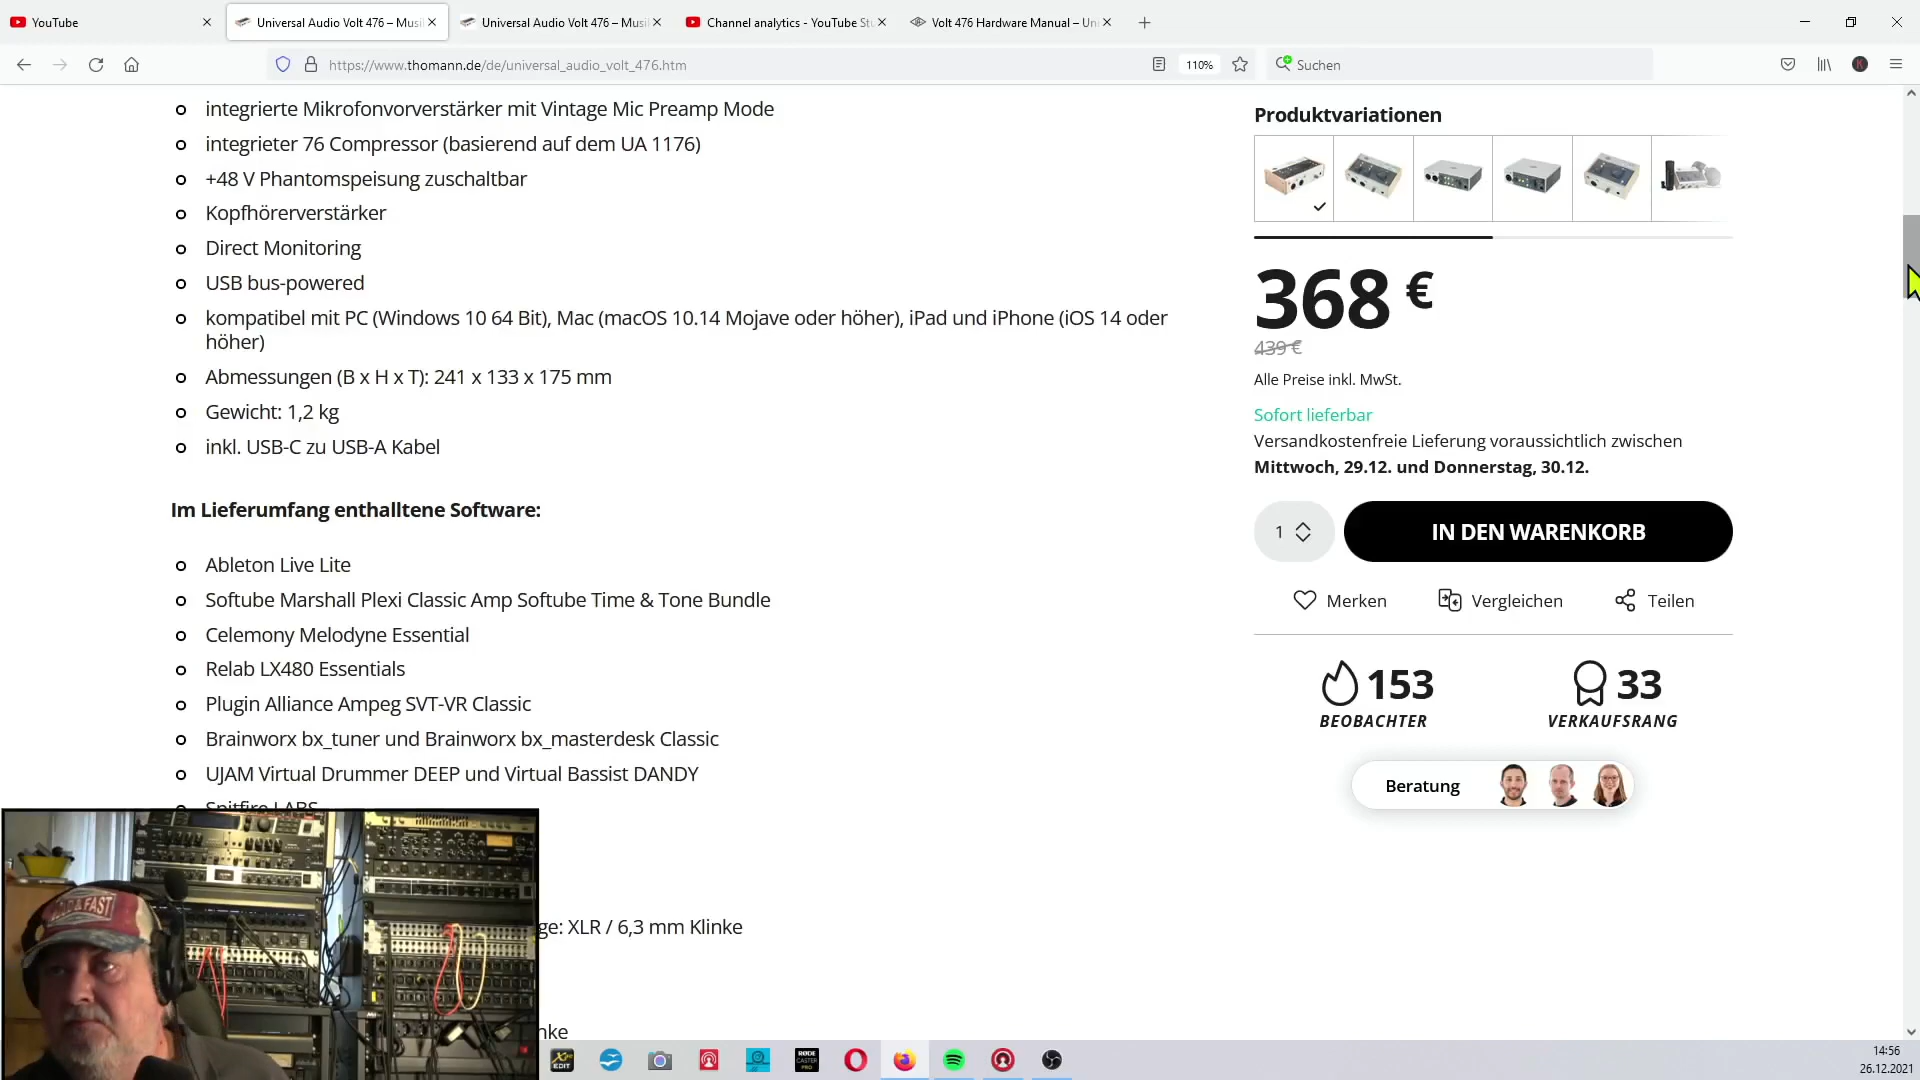 YouTube
Universal Audio Volt 476 – Musi
Universal Audio Volt 476 – Musi
Channel analytics - YouTube Stu
Volt 476 Hardware Manual – Un
https://www.thomann.de/de/universal_audio_volt_476.htm
110%
Suchen
integrierte Mikrofonvorverstärker mit Vintage Mic Preamp Mode
integrierter 76 Compressor (basierend auf dem UA 1176)
+48 V Phantomspeisung zuschaltbar
Kopfhörerverstärker
Direct Monitoring
USB bus-powered
kompatibel mit PC (Windows 10 64 Bit), Mac (macOS 10.14 Mojave oder höher), iPad und iPhone (iOS 14 oder
höher)
Abmessungen (B x H x T): 241 x 133 x 175 mm
Gewicht: 1,2 kg
inkl. USB-C zu USB-A Kabel
Im Lieferumfang enthalltene Software:
Ableton Live Lite
Softube Marshall Plexi Classic Amp Softube Time & Tone Bundle
Celemony Melodyne Essential
Relab LX480 Essentials
Plugin Alliance Ampeg SVT-VR Classic
Brainworx bx_tuner und Brainworx bx_masterdesk Classic
UJAM Virtual Drummer DEEP und Virtual Bassist DANDY
Spitfire LABS
ge: XLR / 6,3 mm Klinke
nke
Produktvariationen
368 €
439 €
Alle Preise inkl. MwSt.
Sofort lieferbar
Versandkostenfreie Lieferung voraussichtlich zwischen
Mittwoch, 29.12. und Donnerstag, 30.12.
1
IN DEN WARENKORB
Merken
Vergleichen
Teilen
153
BEOBACHTER
33
VERKAUFSRANG
Beratung
EDIT
RØDE
CASTER
PRO
14:56
26.12.2021